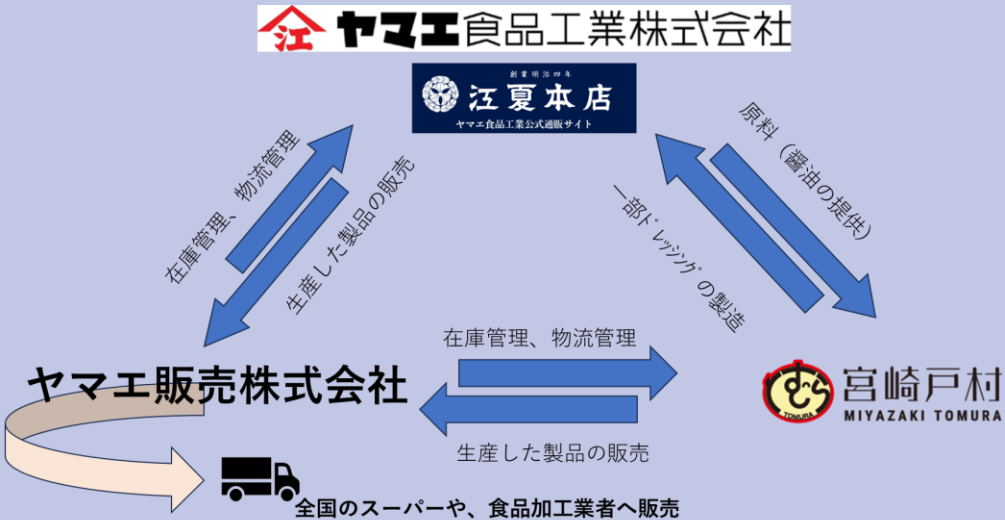 江 ヤマエ食品工業株式会社
創業明治四年
江夏本店
ヤマエ食品工業公式通販サイト
在庫管理、物流管理
生産した製品の販売
原料（醤油の提供）
一部ドレッシングの製造
在庫管理、物流管理
ヤマエ販売株式会社
とむら
TOMURA
宮崎戸村
MIYAZAKI TOMURA
生産した製品の販売
全国のスーパーや、食品加工業者へ販売